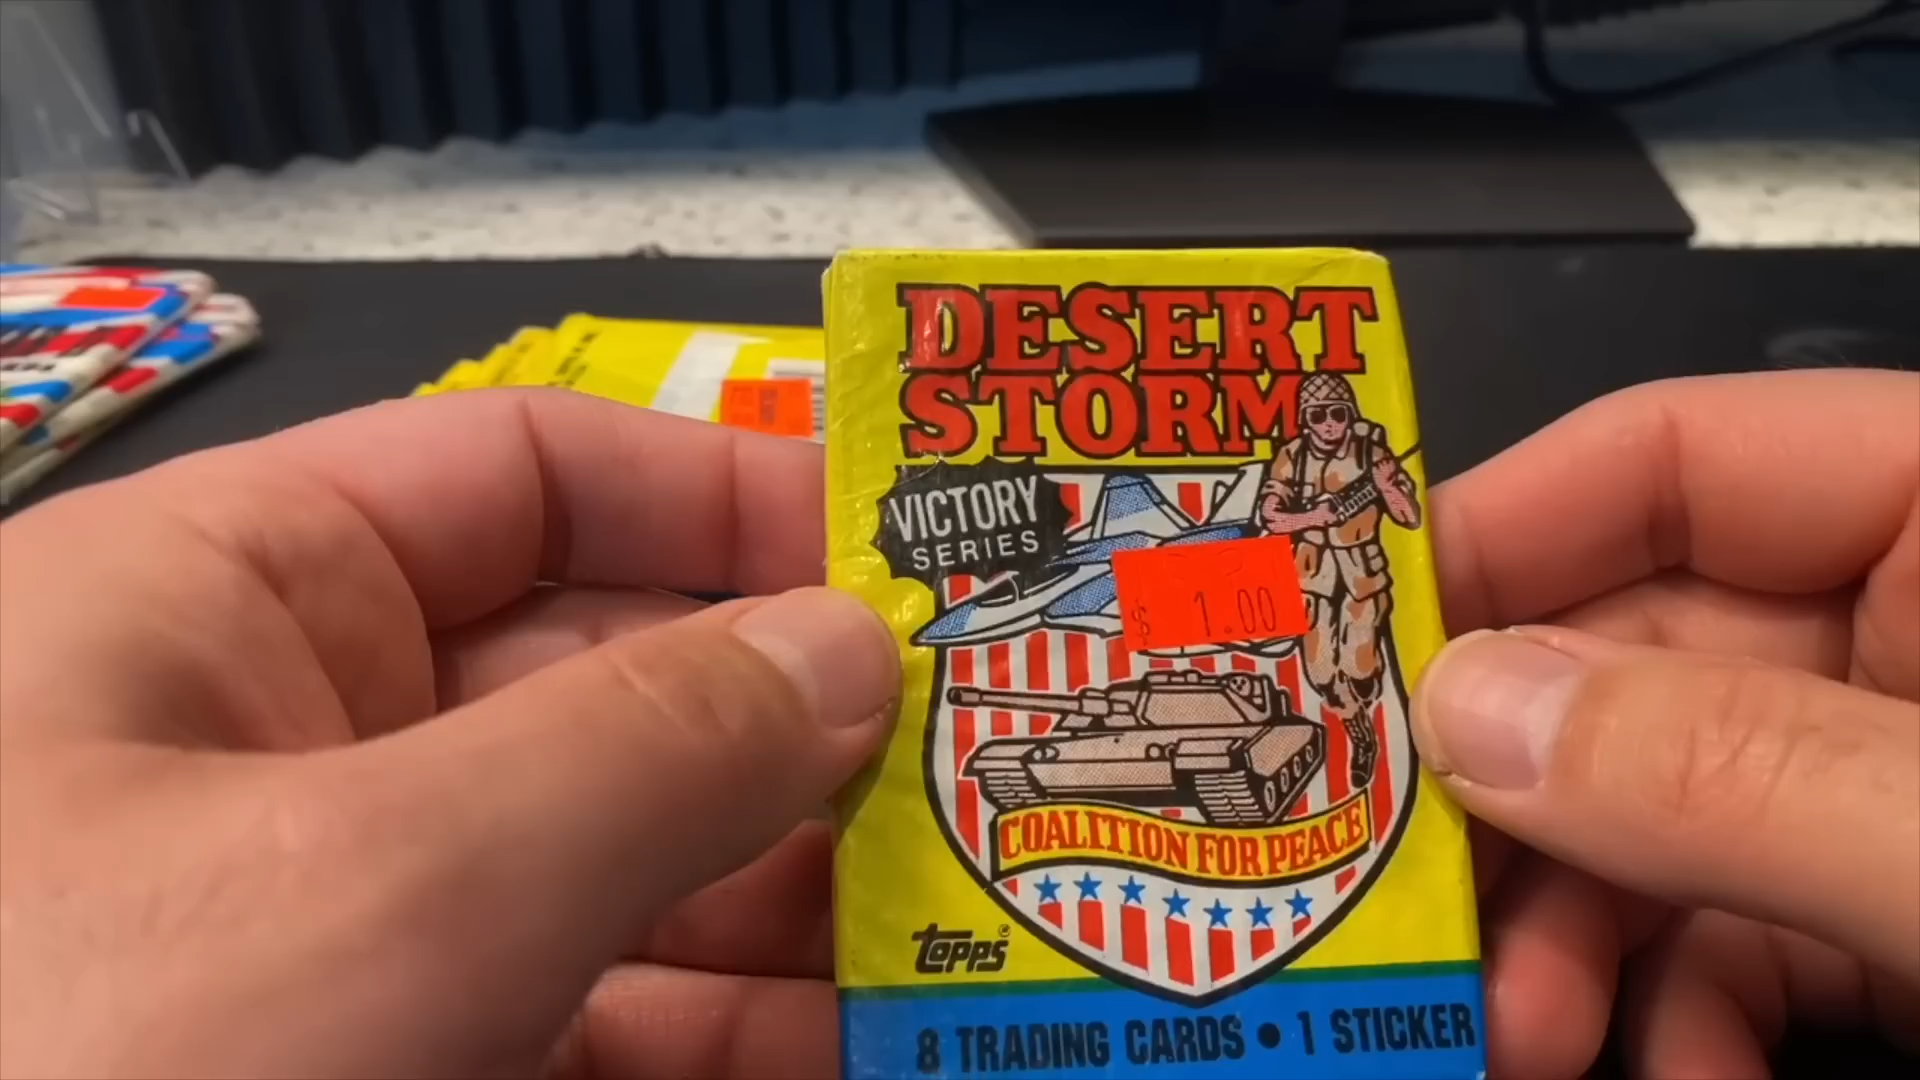 DESERT
STORM
VICTORY
SERIES
$ 1.00
COALITION FOR PEACE
topps®
8 TRADING CARDS • 1 STICKER